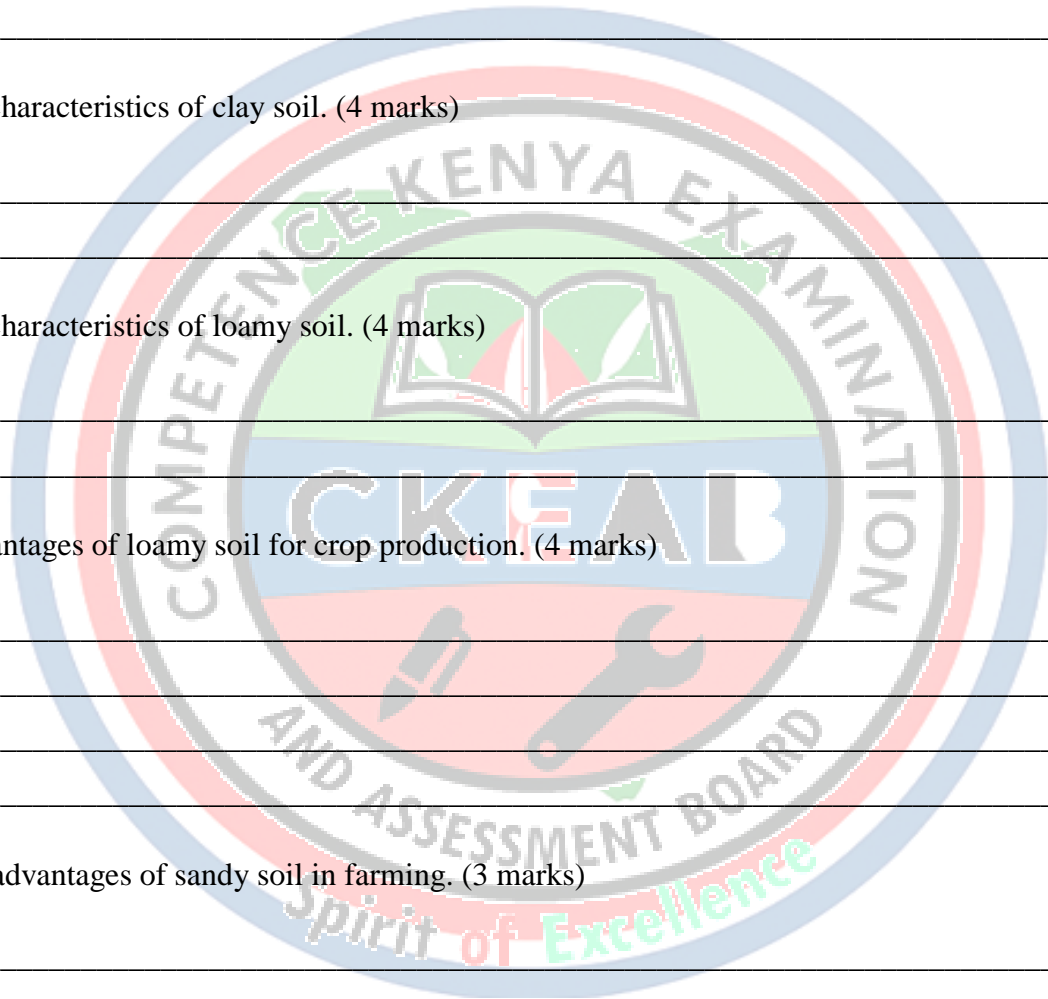 haracteristics of clay soil. (4 marks)
COMPETENCE KENYA EXAMINATION
haracteristics of loamy soil. (4 marks)
CKEAB
antages of loamy soil for crop production. (4 marks)
AND ASSESSMENT BOARD
advantages of sandy soil in farming. (3 marks)
Spirit of Excellence